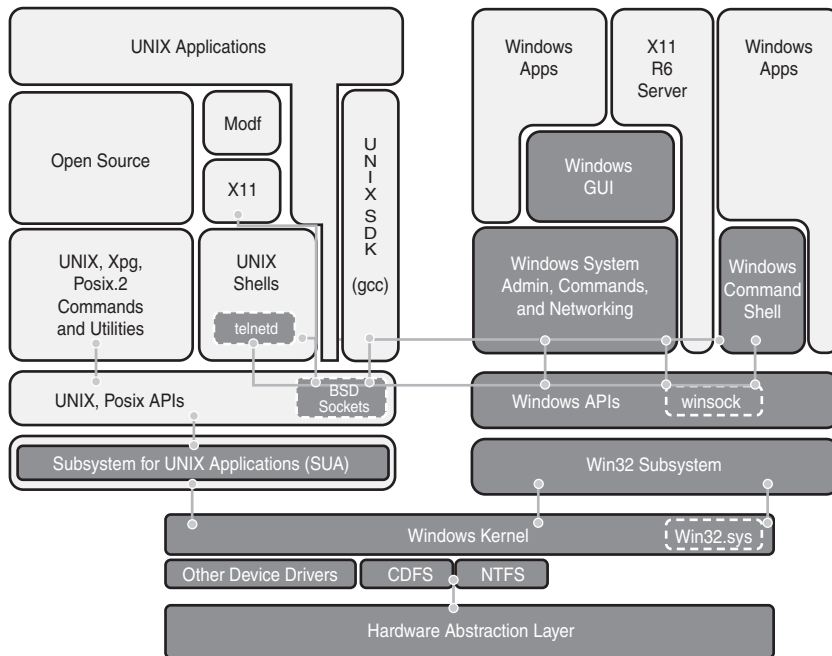 UNIX Applications
Windows
Apps
X11
R6
Server
Windows
Apps
Open Source
Modf
X11
UNIX SDK
(gcc)
Windows
GUI
UNIX, Xpg,
Posix.2
Commands
and Utilities
UNIX
Shells
telnetd
Windows System
Admin, Commands,
and Networking
Windows
Command
Shell
UNIX, Posix APIs
BSD
Sockets
Windows APIs
winsock
Subsystem for UNIX Applications (SUA)
Win32 Subsystem
Windows Kernel
Win32.sys
Other Device Drivers
CDFS
NTFS
Hardware Abstraction Layer